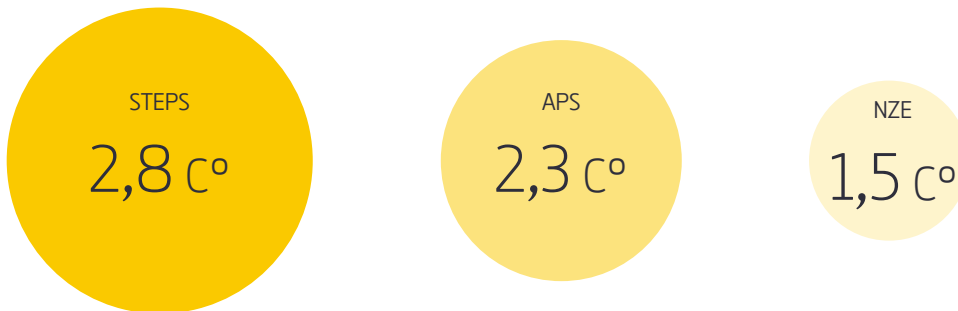 STEPS
2,8 Cº
APS
2,3 Cº
NZE
1,5 Cº